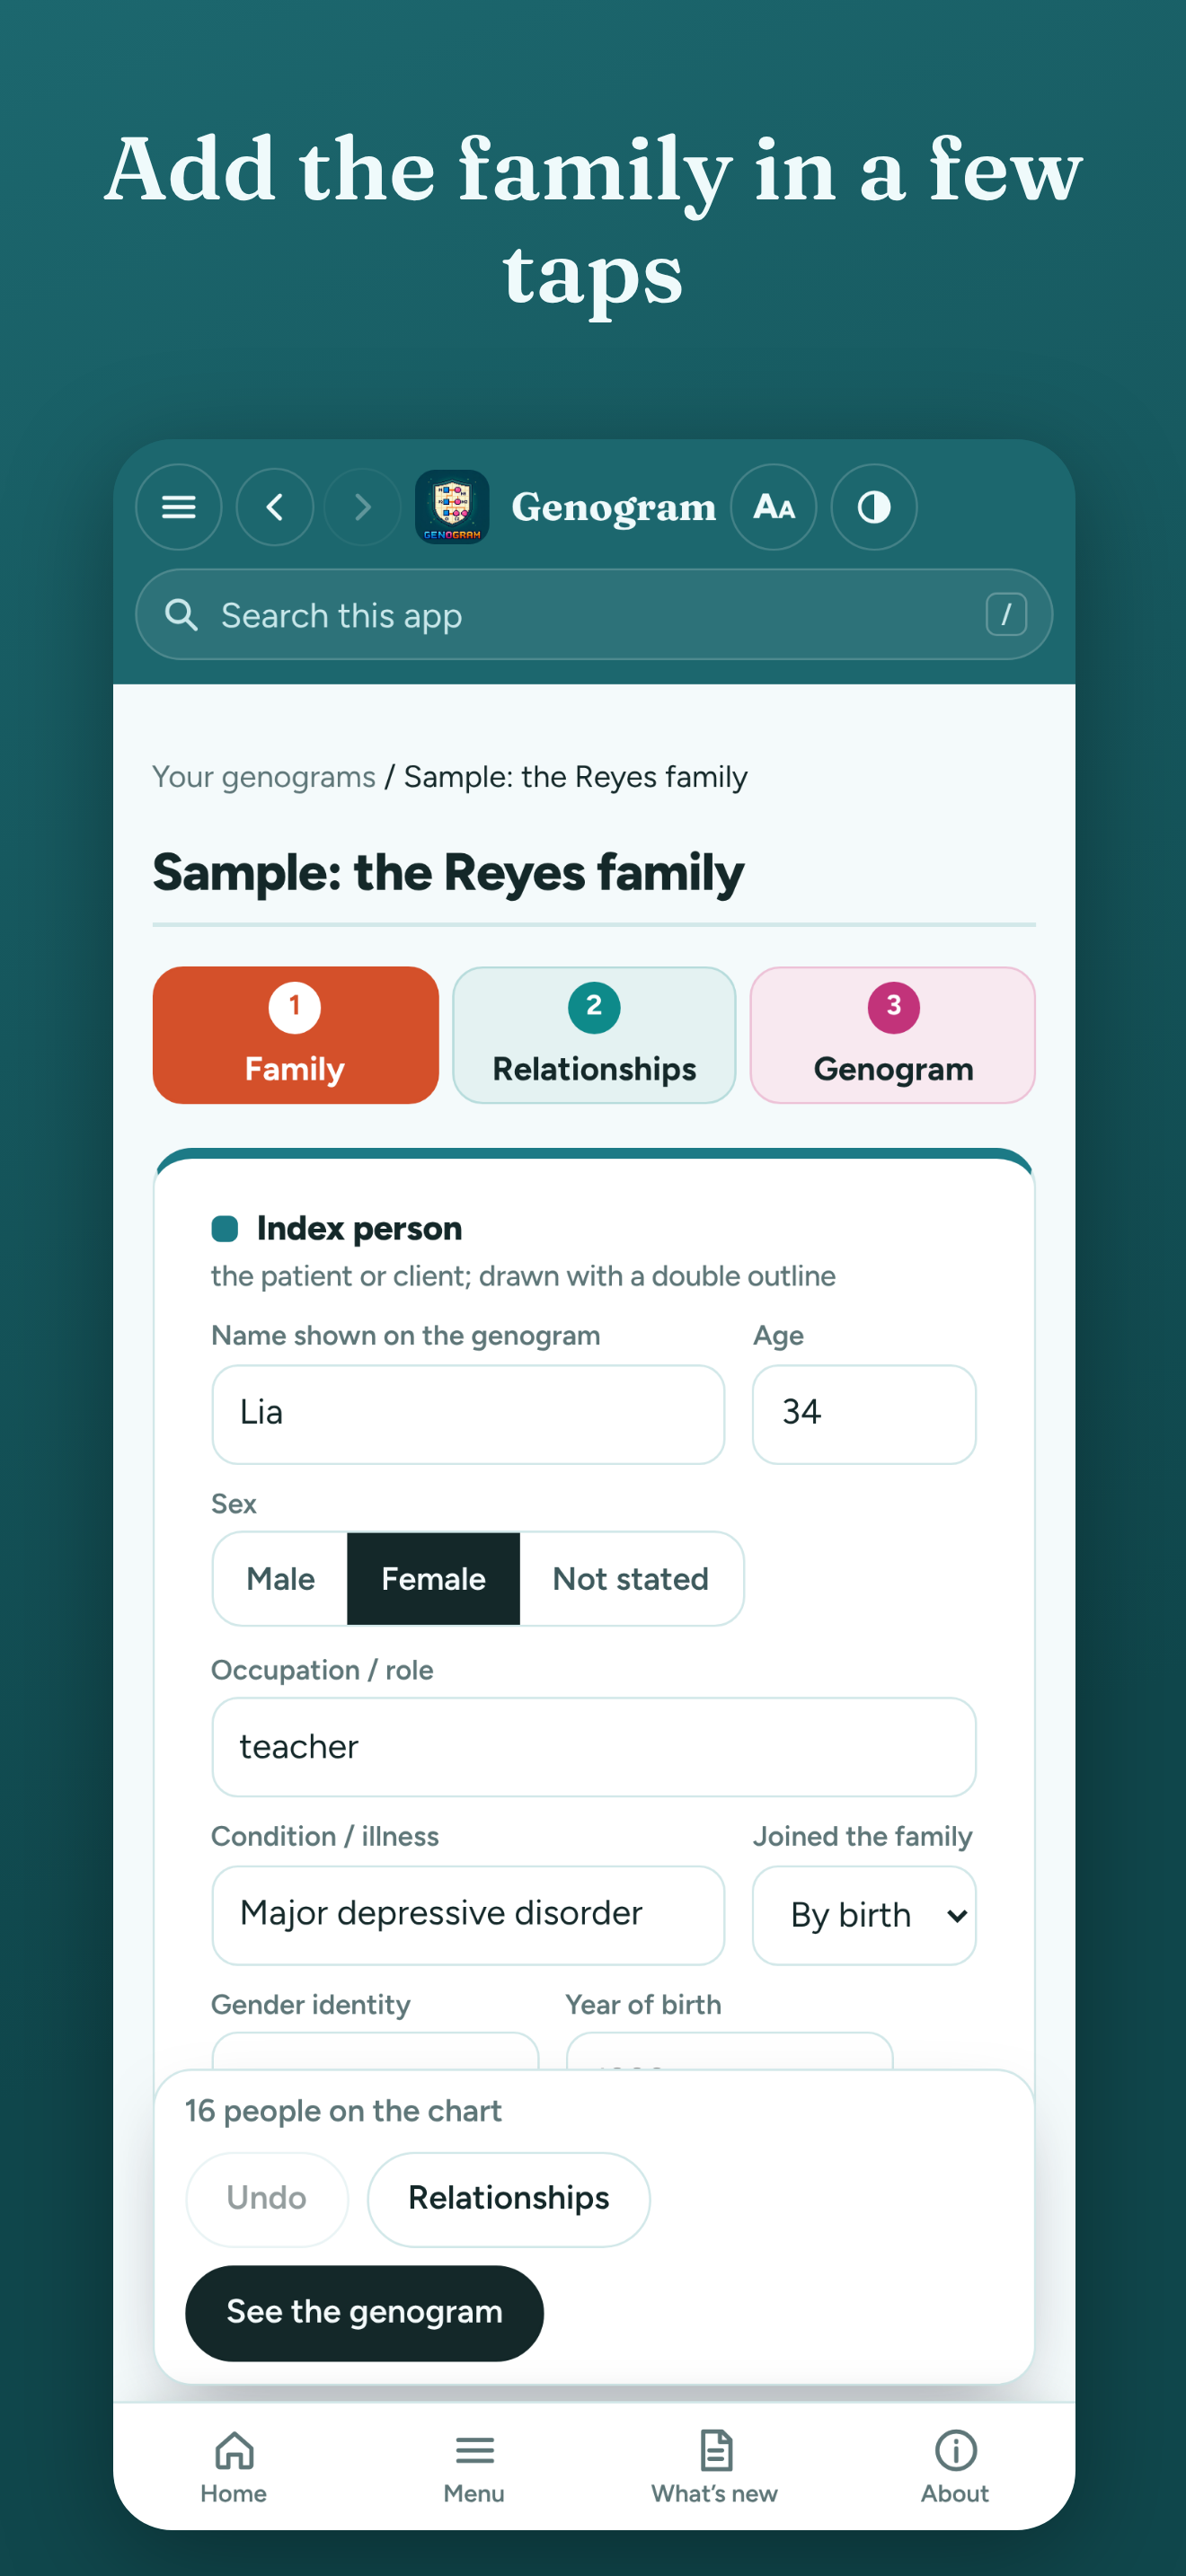 Add the family in a few
taps
GENOGRAM
Genogram
AA
Search this app
/
Your genograms / Sample: the Reyes family
Sample: the Reyes family
1
Family
2
Relationships
3
Genogram
Index person
the patient or client; drawn with a double outline
Name shown on the genogram
Age
Lia
34
Sex
Male
Female
Not stated
Occupation / role
teacher
Condition / illness
Joined the family
Major depressive disorder
By birth
Gender identity
Year of birth
16 people on the chart
Undo
Relationships
See the genogram
Home
Menu
What's new
About